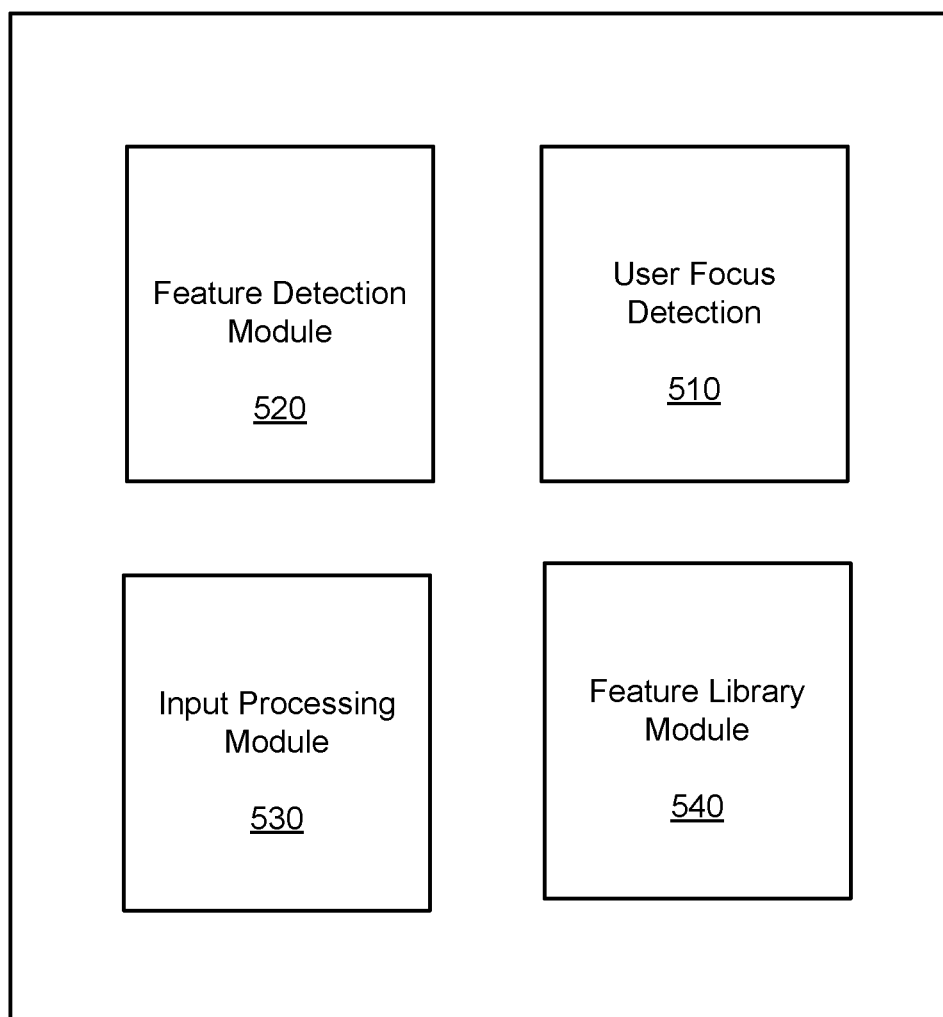 Feature Detection
Module
520
User Focus
Detection
510
Input Processing
Module
530
Feature Library
Module
540